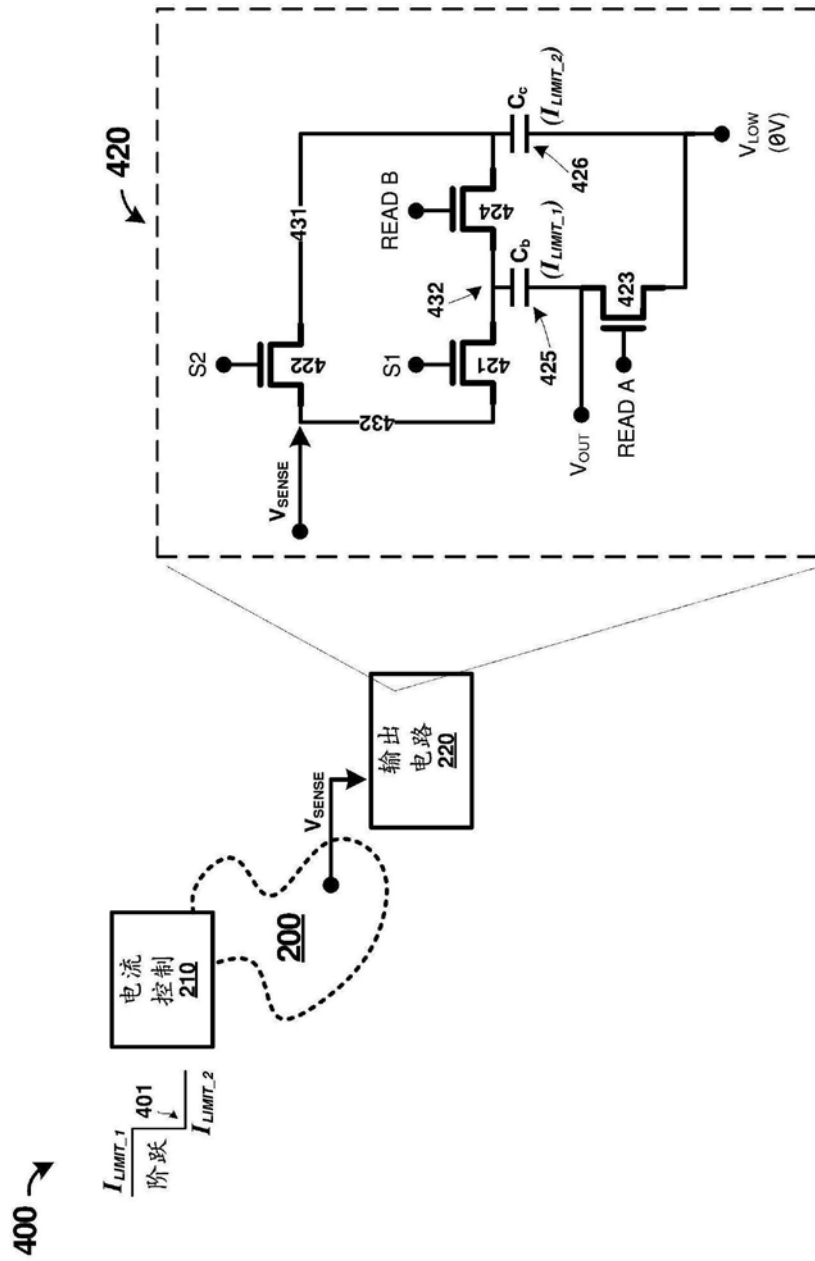 400
I_LIMIT_1
阶跃
401
I_LIMIT_2
电流
控制
210
200
V_SENSE
输出
电路
220
420
V_SENSE
S2
422
431
432
S1
421
432
READ B
424
C_b
(I_LIMIT_1)
425
C_c
(I_LIMIT_2)
426
V_OUT
READ A
423
V_LOW
(0V)